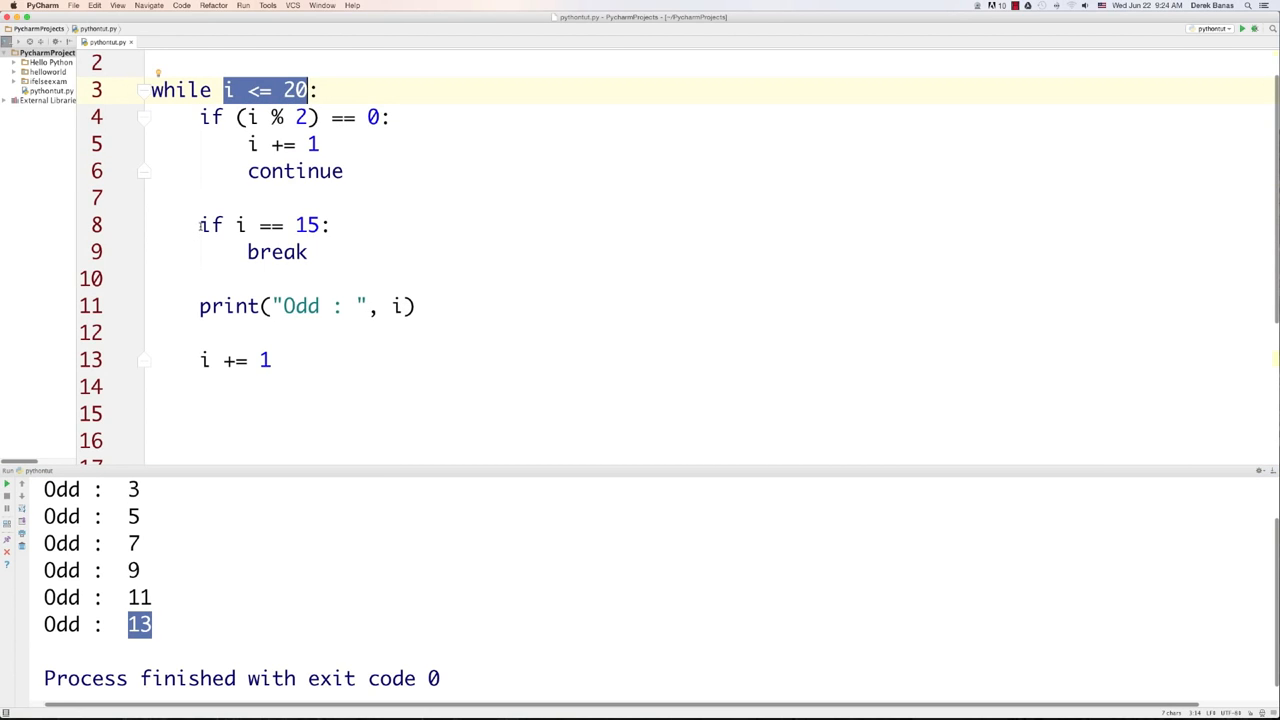 PyCharm File Edit View Navigate Code Refactor Run Tools VCS Window Help 10 Wed Jun 22 9:24 AM Derek Banas
pythontut.py - PycharmProjects - [~/PycharmProjects]
PycharmProjects pythontut.py pythontut
pythontut.py
PycharmProject
Hello Python
helloworld
ifelseexam
pythontut.py
External Librarie
2
3 while i <= 20:
4 if (i % 2) == 0:
5 i += 1
6 continue
7
8 if i == 15:
9 break
10
11 print("Odd : ", i)
12
13 i += 1
14
15
16
17
Run pythontut
Odd : 3
Odd : 5
Odd : 7
Odd : 9
Odd : 11
Odd : 13
Process finished with exit code 0
7 chars 3:14 LF÷ UTF-8÷